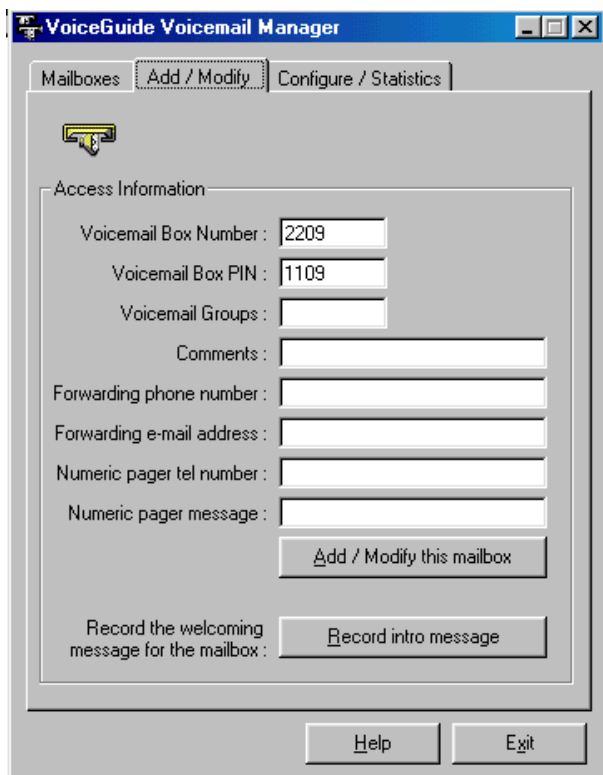 VoiceGuide Voicemail Manager
Mailboxes Add / Modify Configure / Statistics
Access Information
Voicemail Box Number : 2209
Voicemail Box PIN : 1109
Voicemail Groups :
Comments :
Forwarding phone number :
Forwarding e-mail address :
Numeric pager tel number :
Numeric pager message :
Add / Modify this mailbox
Record the welcoming
message for the mailbox :
Record intro message
Help Exit